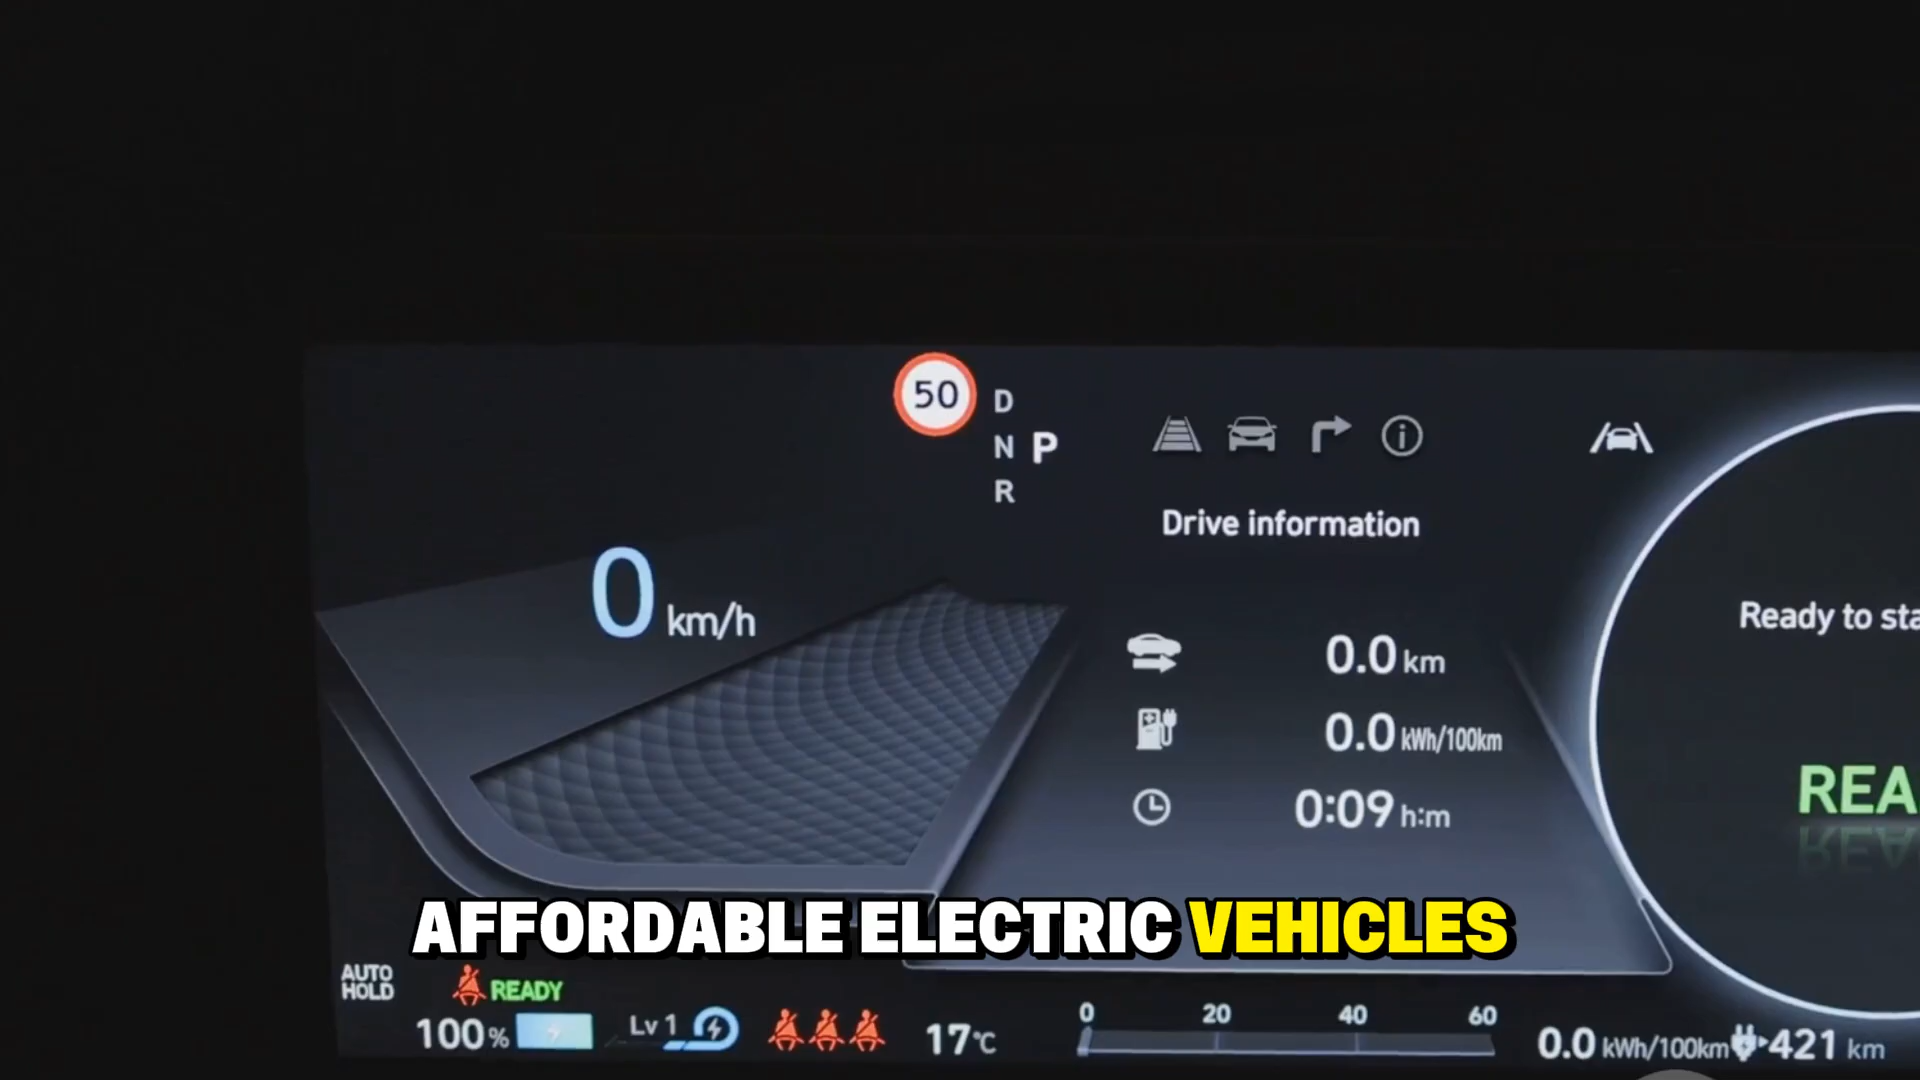 50
D
N P
R
Drive information
0 km/h
0.0 km
0.0 kWh/100km
0:09 h:m
Ready to sta
REA
AFFORDABLE ELECTRIC VEHICLES
AUTO HOLD
READY
100%
Lv 1
17°C
0 20 40 60
0.0 kWh/100km
421 km